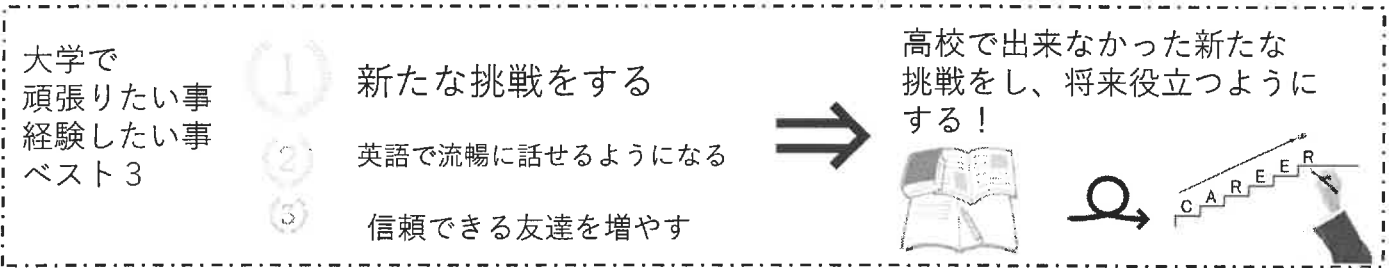 大学で
頑張りたい事
経験したい事
ベスト3
1
新たな挑戦をする
2
英語で流暢に話せるようになる
3
信頼できる友達を増やす
高校で出来なかった新たな
挑戦をし、将来役立つように
する!
CAREER